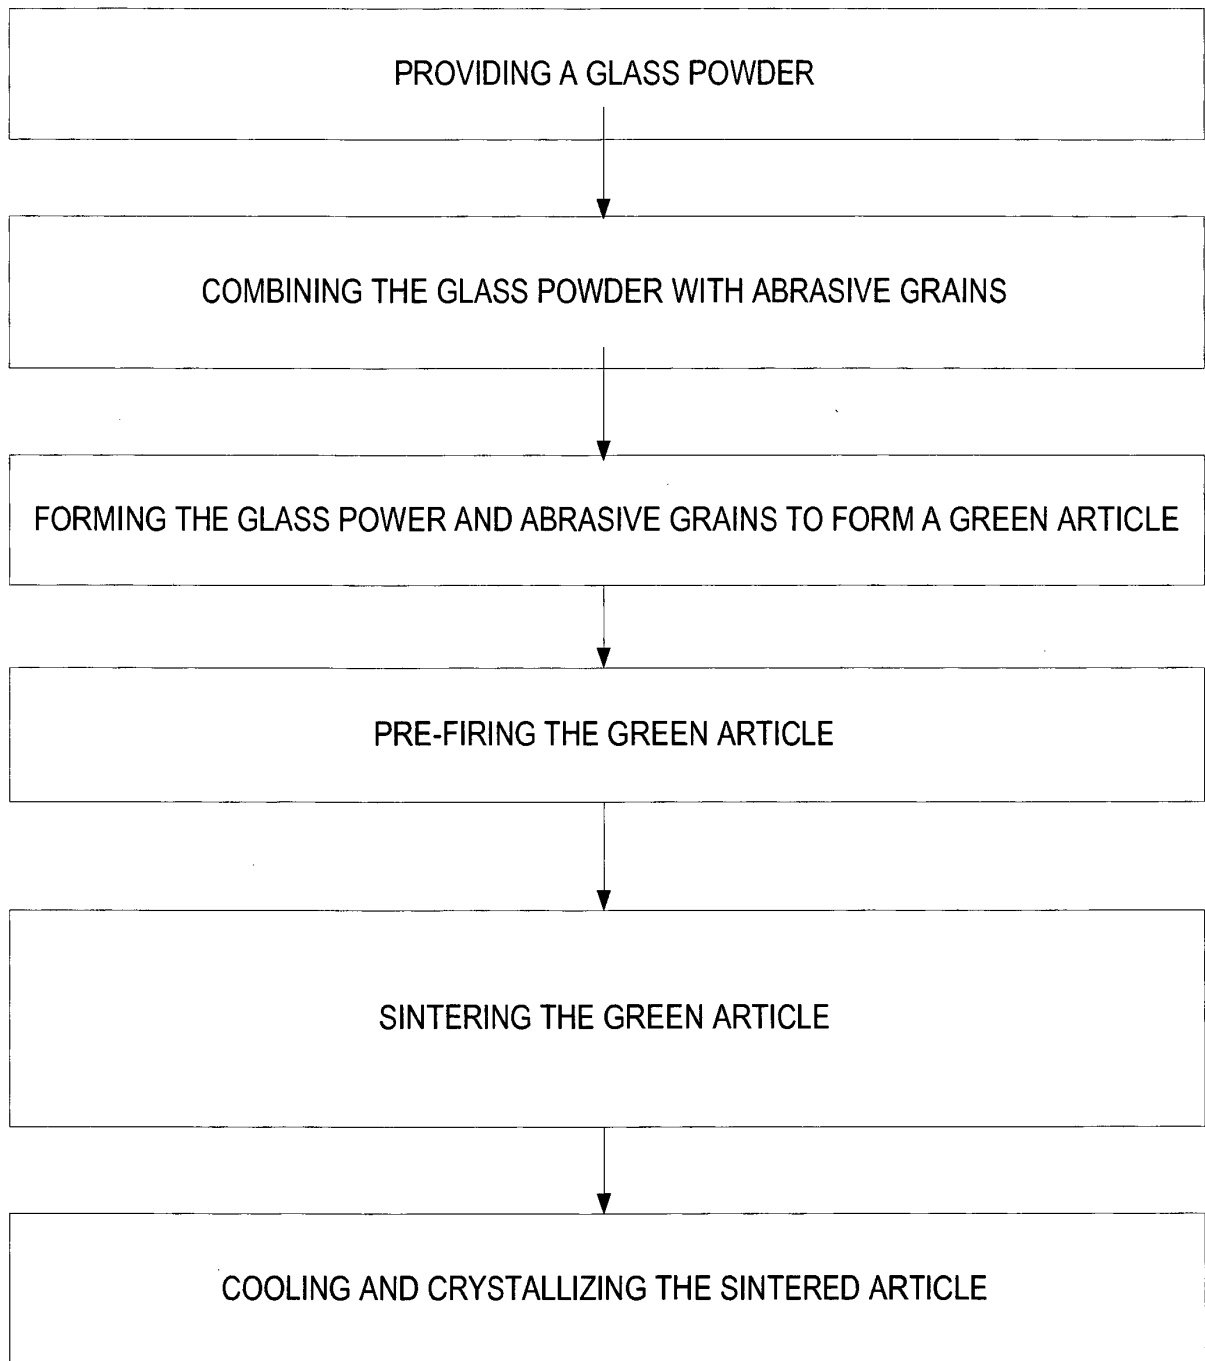 PROVIDING A GLASS POWDER
COMBINING THE GLASS POWDER WITH ABRASIVE GRAINS
FORMING THE GLASS POWER AND ABRASIVE GRAINS TO FORM A GREEN ARTICLE
PRE-FIRING THE GREEN ARTICLE
SINTERING THE GREEN ARTICLE
COOLING AND CRYSTALLIZING THE SINTERED ARTICLE